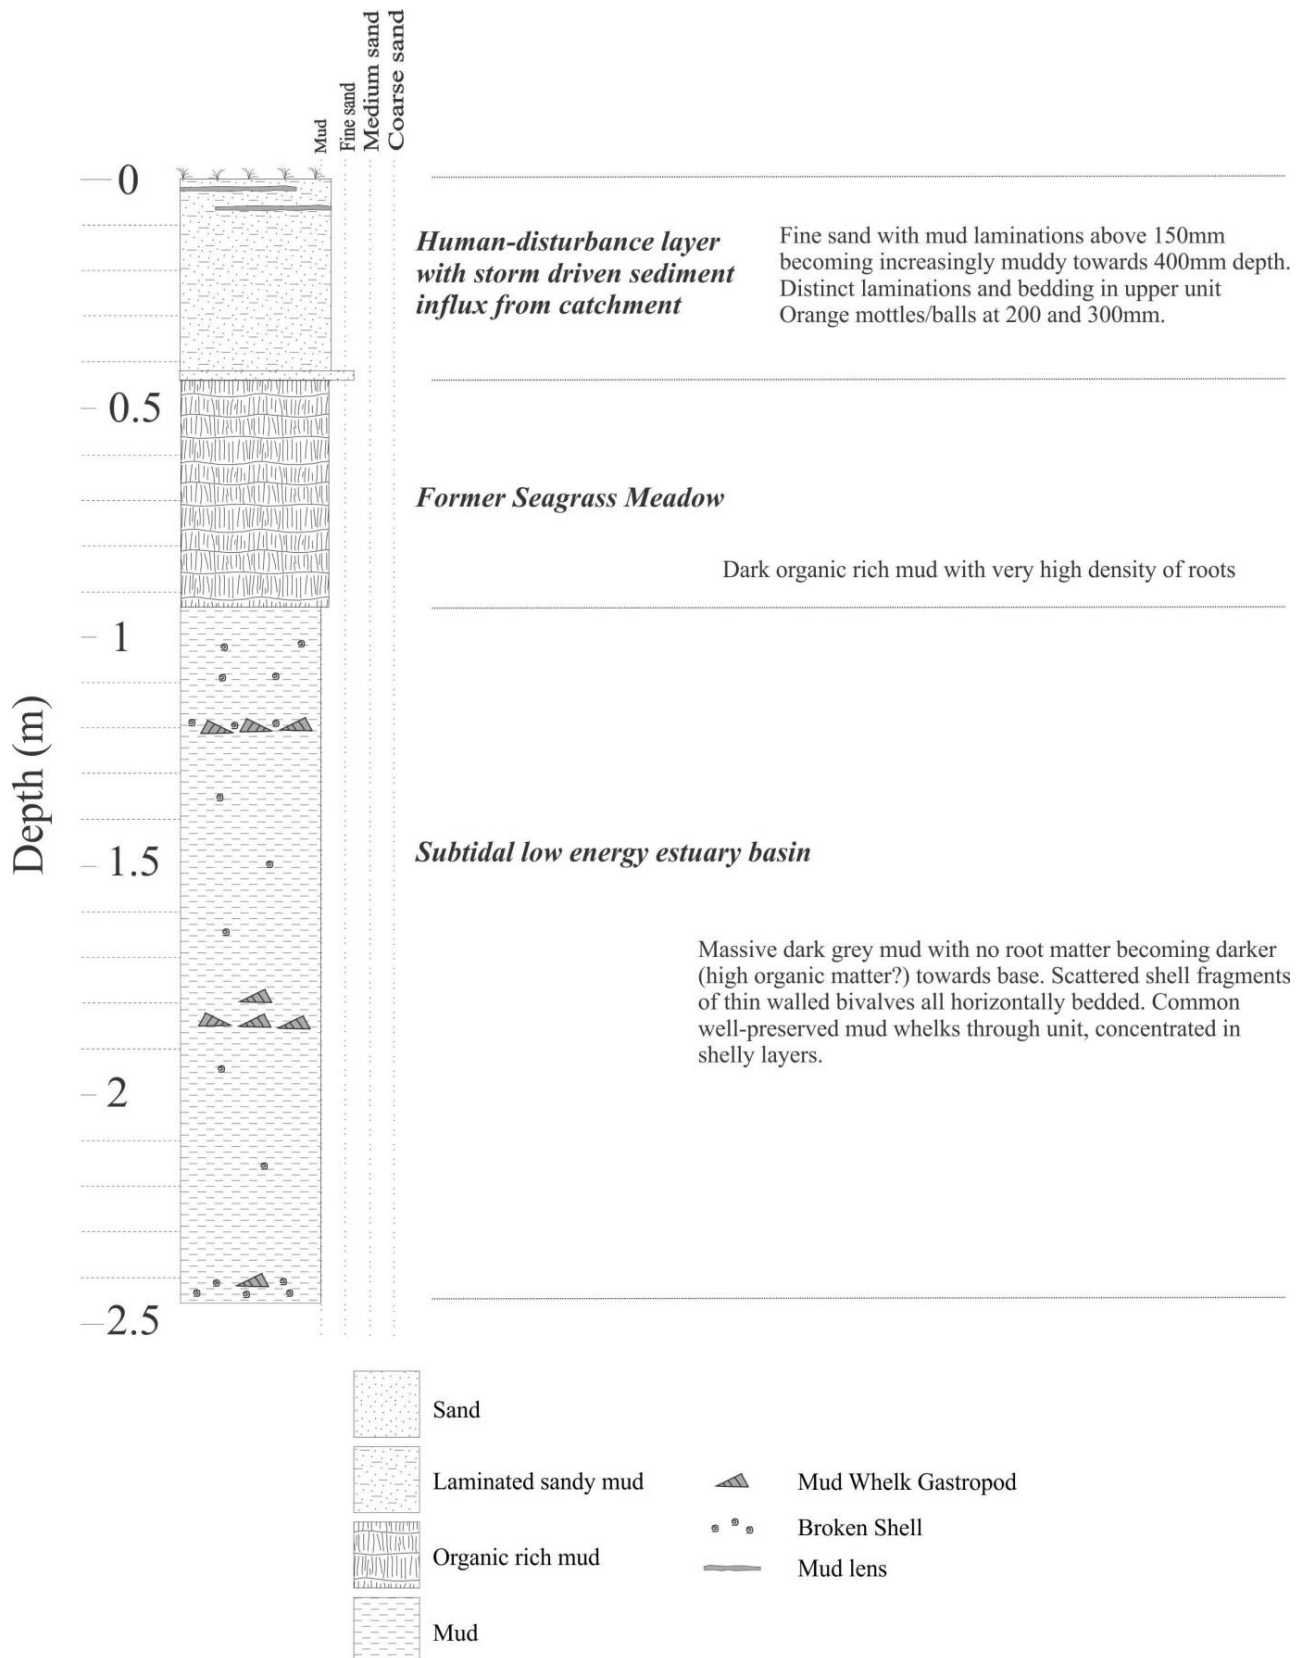 Mud
Fine sand
Medium sand
Coarse sand
0
Human-disturbance layer
with storm driven sediment
influx from catchment
Fine sand with mud laminations above 150mm
becoming increasingly muddy towards 400mm depth.
Distinct laminations and bedding in upper unit
Orange mottles/balls at 200 and 300mm.
0.5
Former Seagrass Meadow
Dark organic rich mud with very high density of roots
1
Depth (m)
1.5
Subtidal low energy estuary basin
Massive dark grey mud with no root matter becoming darker
(high organic matter?) towards base. Scattered shell fragments
of thin walled bivalves all horizontally bedded. Common
well-preserved mud whelks through unit, concentrated in
shelly layers.
2
2.5
Sand
Laminated sandy mud
Organic rich mud
Mud
Mud Whelk Gastropod
Broken Shell
Mud lens